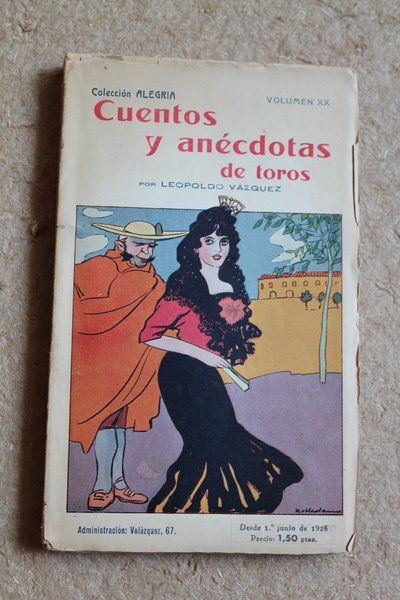 Colección ALEGRIA
VOLUMEN XX
Cuentos
y anécdotas
de toros
POR LEOPOLDO VÁZQUEZ
Administración: Velázquez, 67.
Desde 1.º junio de 1926
Precio: 1,50 ptas.